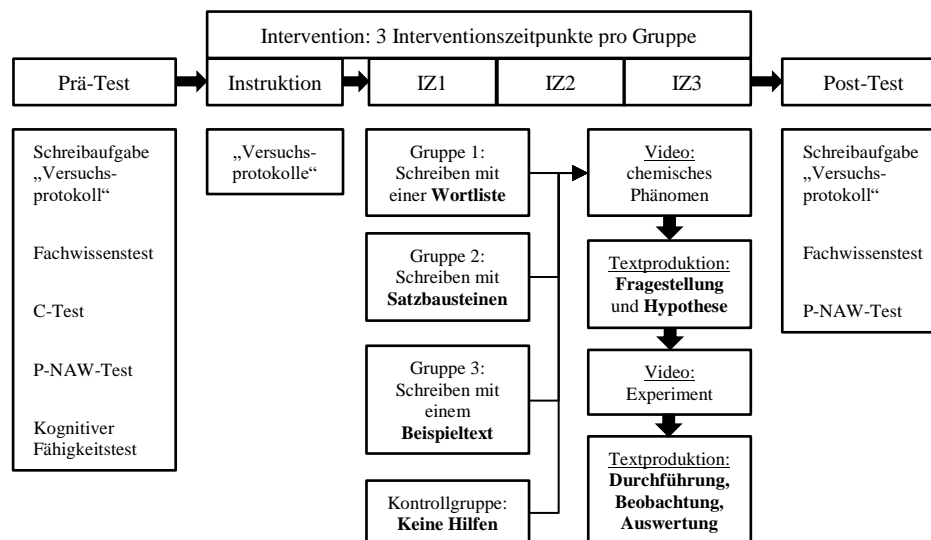 Intervention: 3 Interventionszeitpunkte pro Gruppe
Prä-Test
Instruktion
IZ1
IZ2
IZ3
Post-Test
Schreibaufgabe
„Versuchs-
protokoll“
Fachwissenstest
C-Test
P-NAW-Test
Kognitiver
Fähigkeitstest
„Versuchs-
protokolle“
Gruppe 1:
Schreiben mit
einer Wortliste
Gruppe 2:
Schreiben mit
Satzbausteinen
Gruppe 3:
Schreiben mit
einem
Beispieltext
Kontrollgruppe:
Keine Hilfen
Video:
chemisches
Phänomen
Textproduktion:
Fragestellung
und Hypothese
Video:
Experiment
Textproduktion:
Durchführung,
Beobachtung,
Auswertung
Schreibaufgabe
„Versuchs-
protokoll“
Fachwissenstest
P-NAW-Test